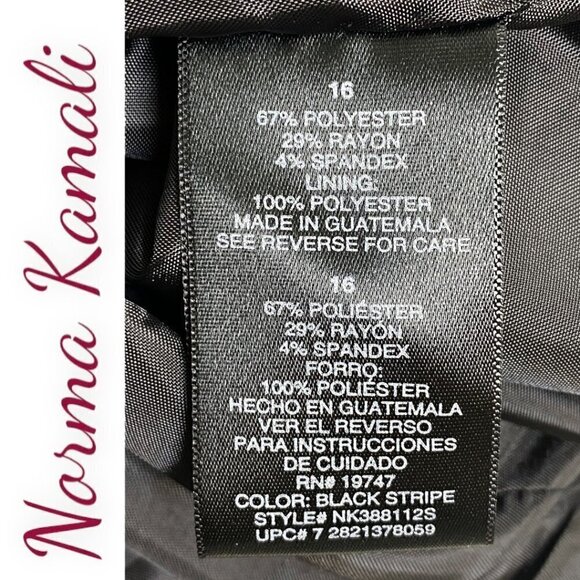 Norma Kamali
16
67% POLYESTER
29% RAYON
4% SPANDEX
LINING:
100% POLYESTER
MADE IN GUATEMALA
SEE REVERSE FOR CARE
16
67% POLIESTER
29% RAYON
4% SPANDEX
FORRO:
100% POLIESTER
HECHO EN GUATEMALA
VER EL REVERSO
PARA INSTRUCCIONES
DE CUIDADO
RN# 19747
COLOR: BLACK STRIPE
STYLE# NK388112S
UPC# 7 2821378059